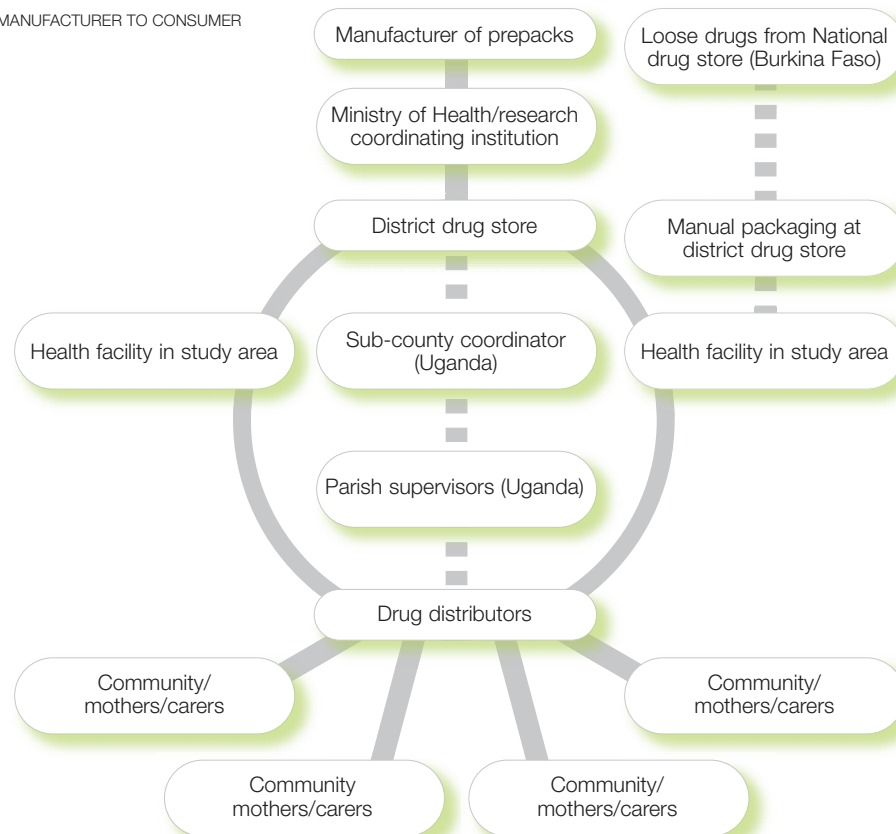 MANUFACTURER TO CONSUMER
Manufacturer of prepacks
Loose drugs from National
drug store (Burkina Faso)
Ministry of Health/research
coordinating institution
District drug store
Manual packaging at
district drug store
Health facility in study area
Sub-county coordinator
(Uganda)
Health facility in study area
Parish supervisors (Uganda)
Drug distributors
Community/
mothers/carers
Community/
mothers/carers
Community
mothers/carers
Community/
mothers/carers